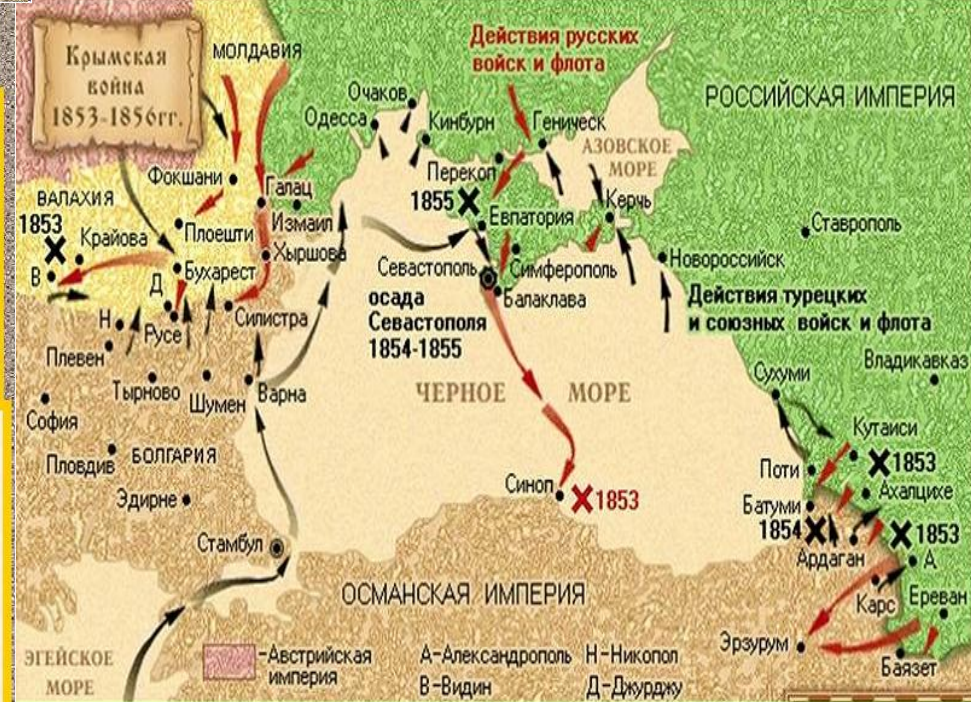 Крымская
война
1853-1856гг.
МОЛДАВИЯ
Действия русских
войск и флота
РОССИЙСКАЯ ИМПЕРИЯ
Очаков
Одесса
Кинбурн
Геническ
АЗОВСКОЕ
МОРЕ
Перекоп
Фокшани
Галац
ВАЛАХИЯ
1853
1855
Керчь
Измаил
Евпатория
Ставрополь
Крайова
Плоешти
Хыршова
В
Бухарест
Севастополь
Симферополь
Новороссийск
Д
Балаклава
осада
Севастополя
1854-1855
Действия турецких
и союзных войск и флота
Н
Русе
Силистра
Плевен
Владикавказ
Тырново
Шумен
Варна
ЧЕРНОЕ МОРЕ
Сухуми
София
Кутаиси
Пловдив
БОЛГАРИЯ
Поти
1853
Эдирне
Синоп
1853
Батуми
Ахалцихе
1854
1853
Стамбул
Ардаган
А
ОСМАНСКАЯ ИМПЕРИЯ
Карс
Ереван
Эрзурум
Баязет
ЭГЕЙСКОЕ
МОРЕ
-Австрийская
империя
А-Александрополь
Н-Никопол
В-Видин
Д-Джурджу